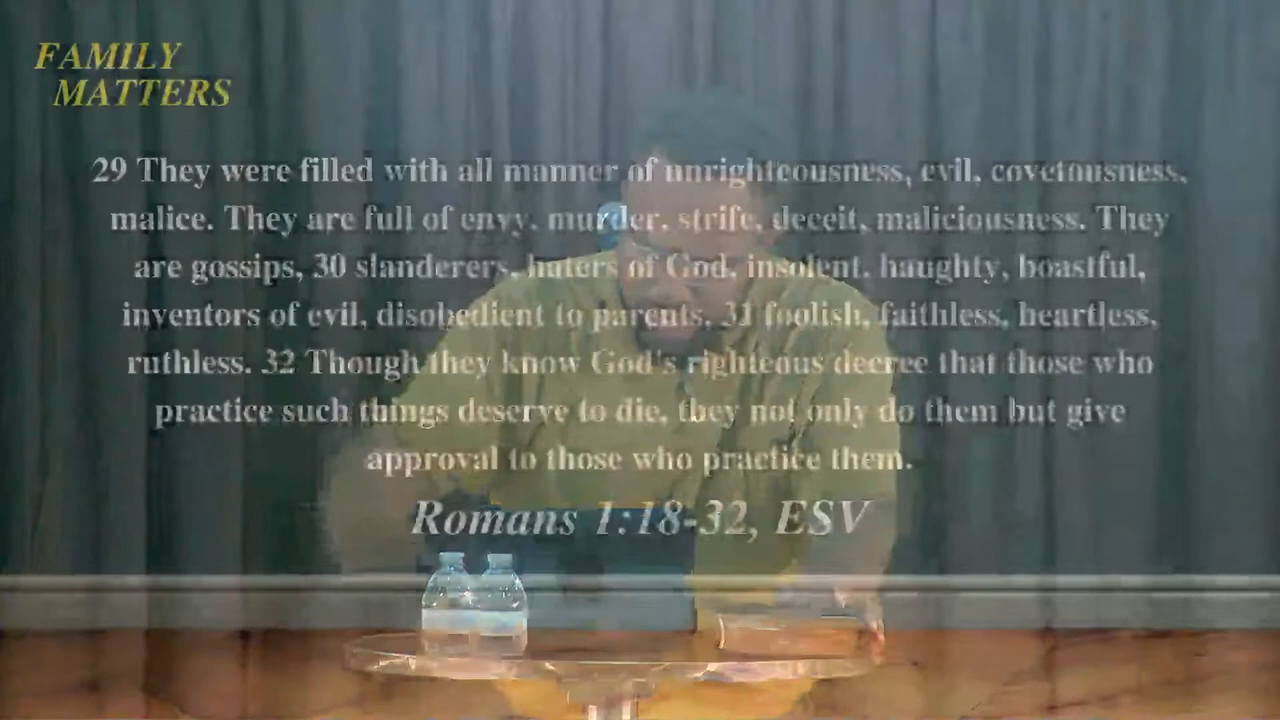 FAMILY
MATTERS
29 They were filled with all manner of unrighteousness, evil, covetousness,
malice. They are full of envy, murder, strife, deceit, maliciousness. They
are gossips, 30 slanderers, haters of God, insolent, haughty, boastful,
inventors of evil, disobedient to parents, 31 foolish, faithless, heartless,
ruthless. 32 Though they know God's righteous decree that those who
practice such things deserve to die, they not only do them but give
approval to those who practice them.
Romans 1:18-32, ESV